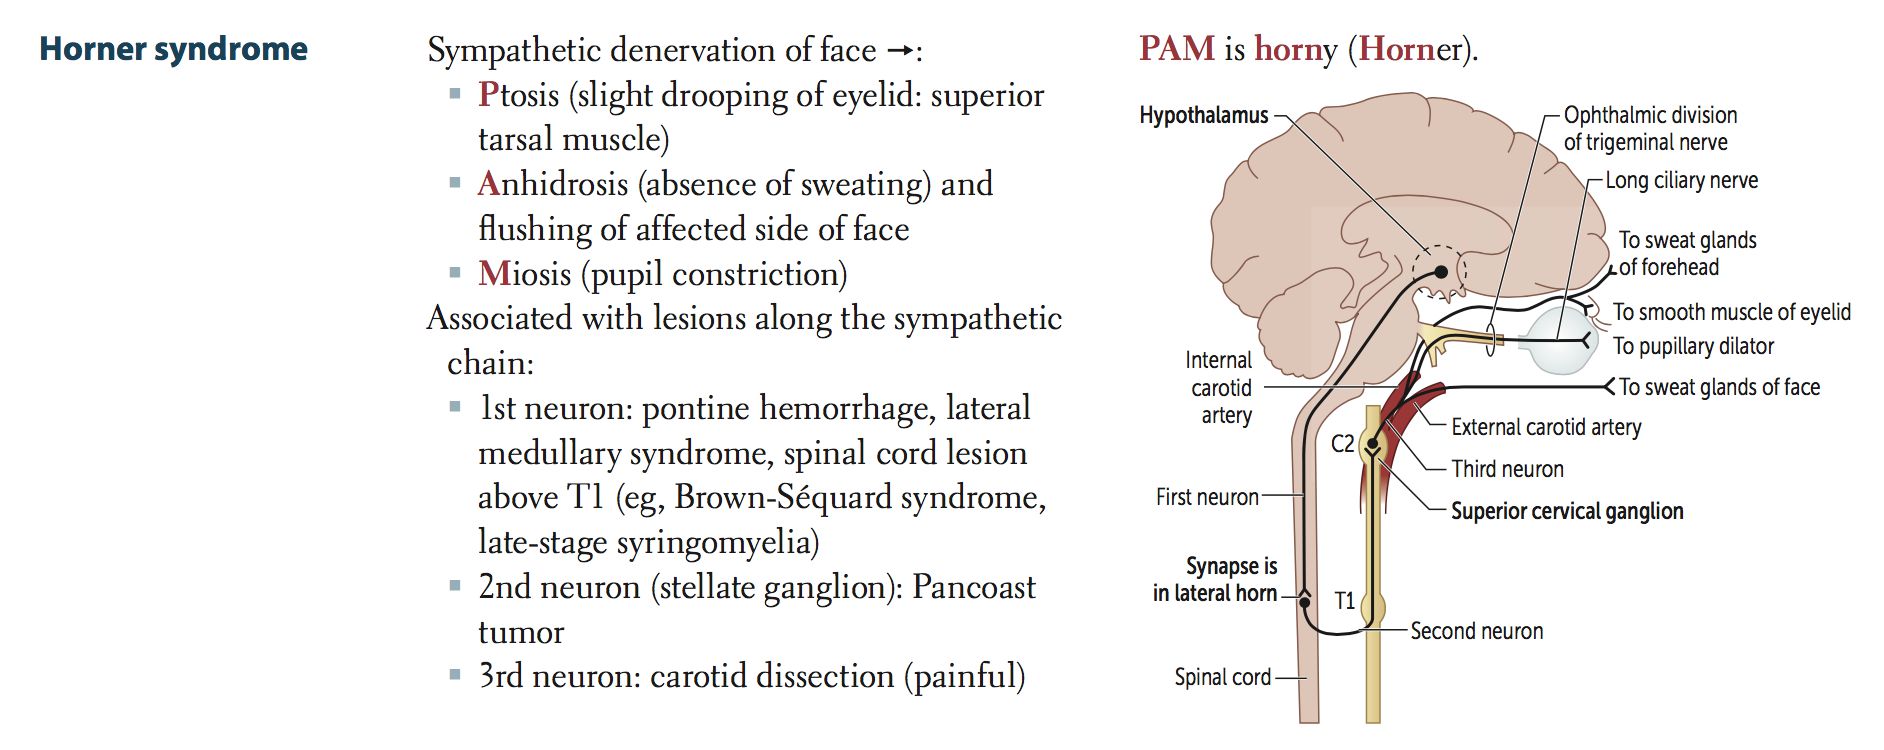 Horner syndrome
Sympathetic denervation of face →:
▪ Ptosis (slight drooping of eyelid: superior
tarsal muscle)
▪ Anhidrosis (absence of sweating) and
flushing of affected side of face
▪ Miosis (pupil constriction)
Associated with lesions along the sympathetic
chain:
▪ 1st neuron: pontine hemorrhage, lateral
medullary syndrome, spinal cord lesion
above T1 (eg, Brown-Séquard syndrome,
late-stage syringomyelia)
▪ 2nd neuron (stellate ganglion): Pancoast
tumor
▪ 3rd neuron: carotid dissection (painful)
PAM is horny (Horner).
Hypothalamus
Ophthalmic division
of trigeminal nerve
Long ciliary nerve
To sweat glands
of forehead
To smooth muscle of eyelid
To pupillary dilator
Internal
carotid
artery
To sweat glands of face
External carotid artery
C2
Third neuron
First neuron
Superior cervical ganglion
Synapse is
in lateral horn
T1
Second neuron
Spinal cord